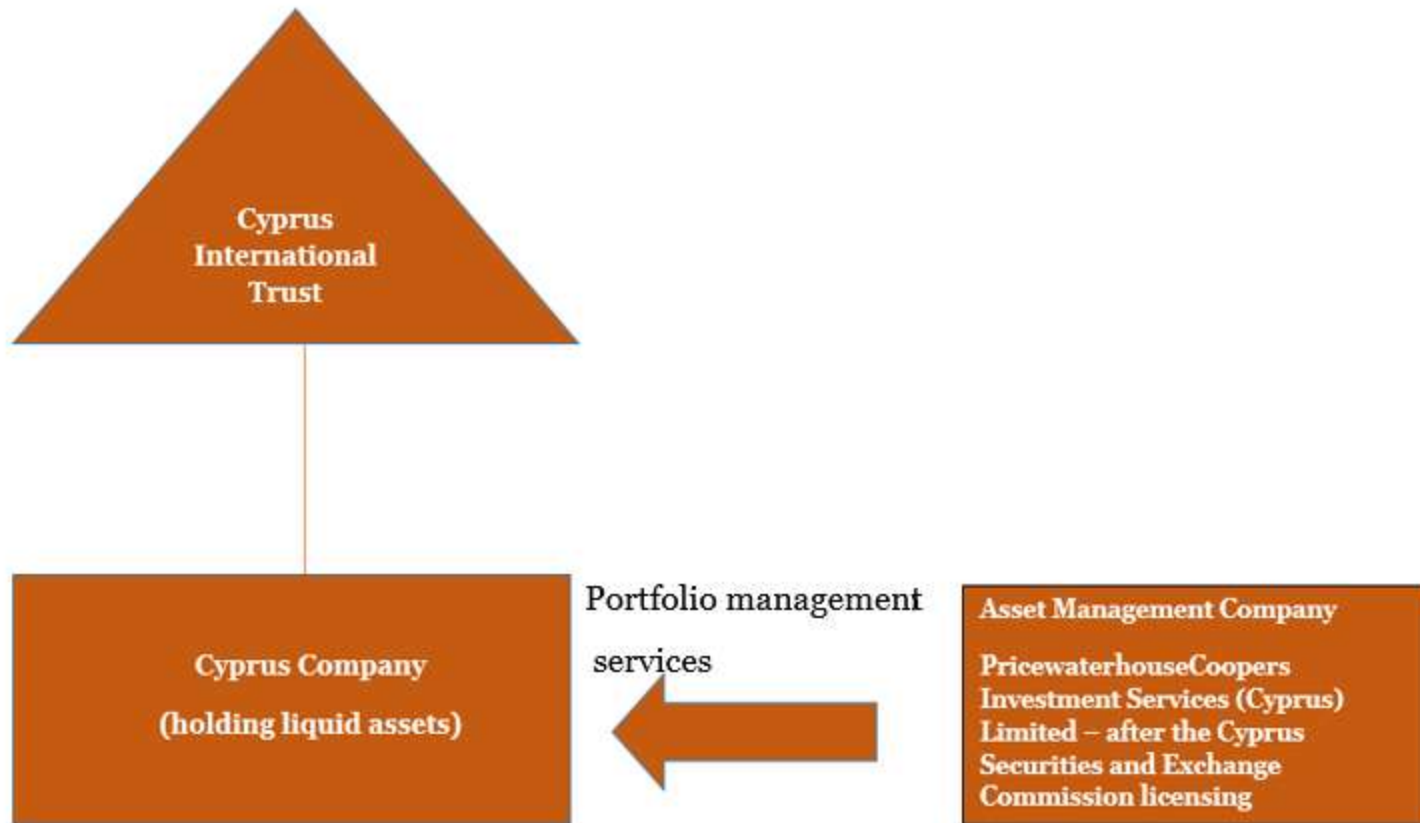 Cyprus
International
Trust
Portfolio management
services
Cyprus Company
(holding liquid assets)
Asset Management Company
PricewaterhouseCoopers
Investment Services (Cyprus)
Limited – after the Cyprus
Securities and Exchange
Commission licensing